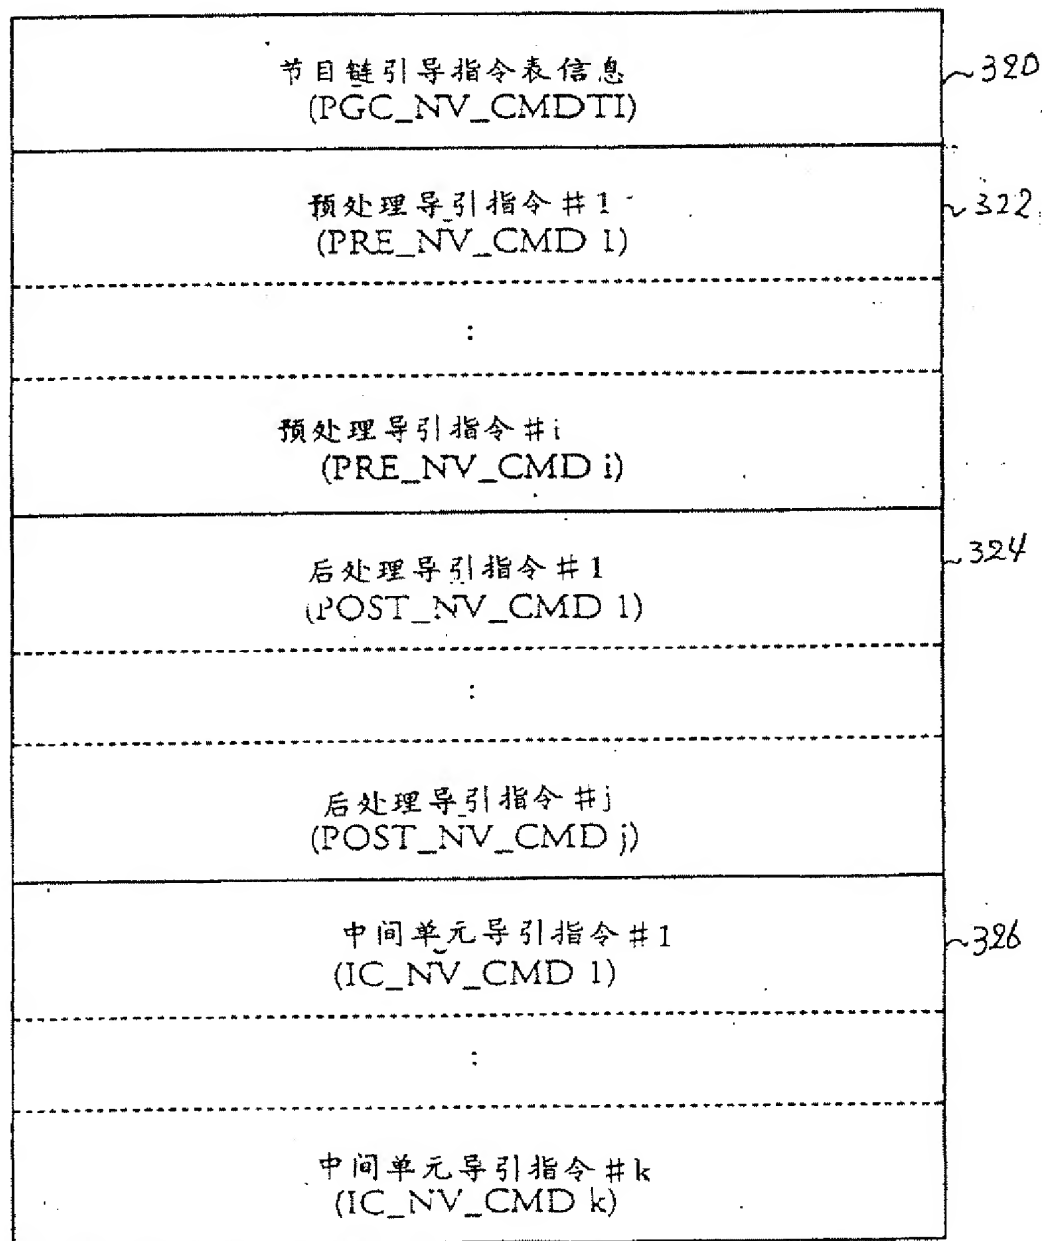 节目链引导指令表信息
(PGC_NV_CMDTI)
320
预处理导引指令#1
(PRE_NV_CMD 1)
322
:
预处理导引指令#i
(PRE_NV_CMD i)
后处理导引指令#1
(POST_NV_CMD 1)
324
:
后处理导引指令#j
(POST_NV_CMD j)
中间单元导引指令#1
(IC_NV_CMD 1)
326
:
中间单元导引指令#k
(IC_NV_CMD k)